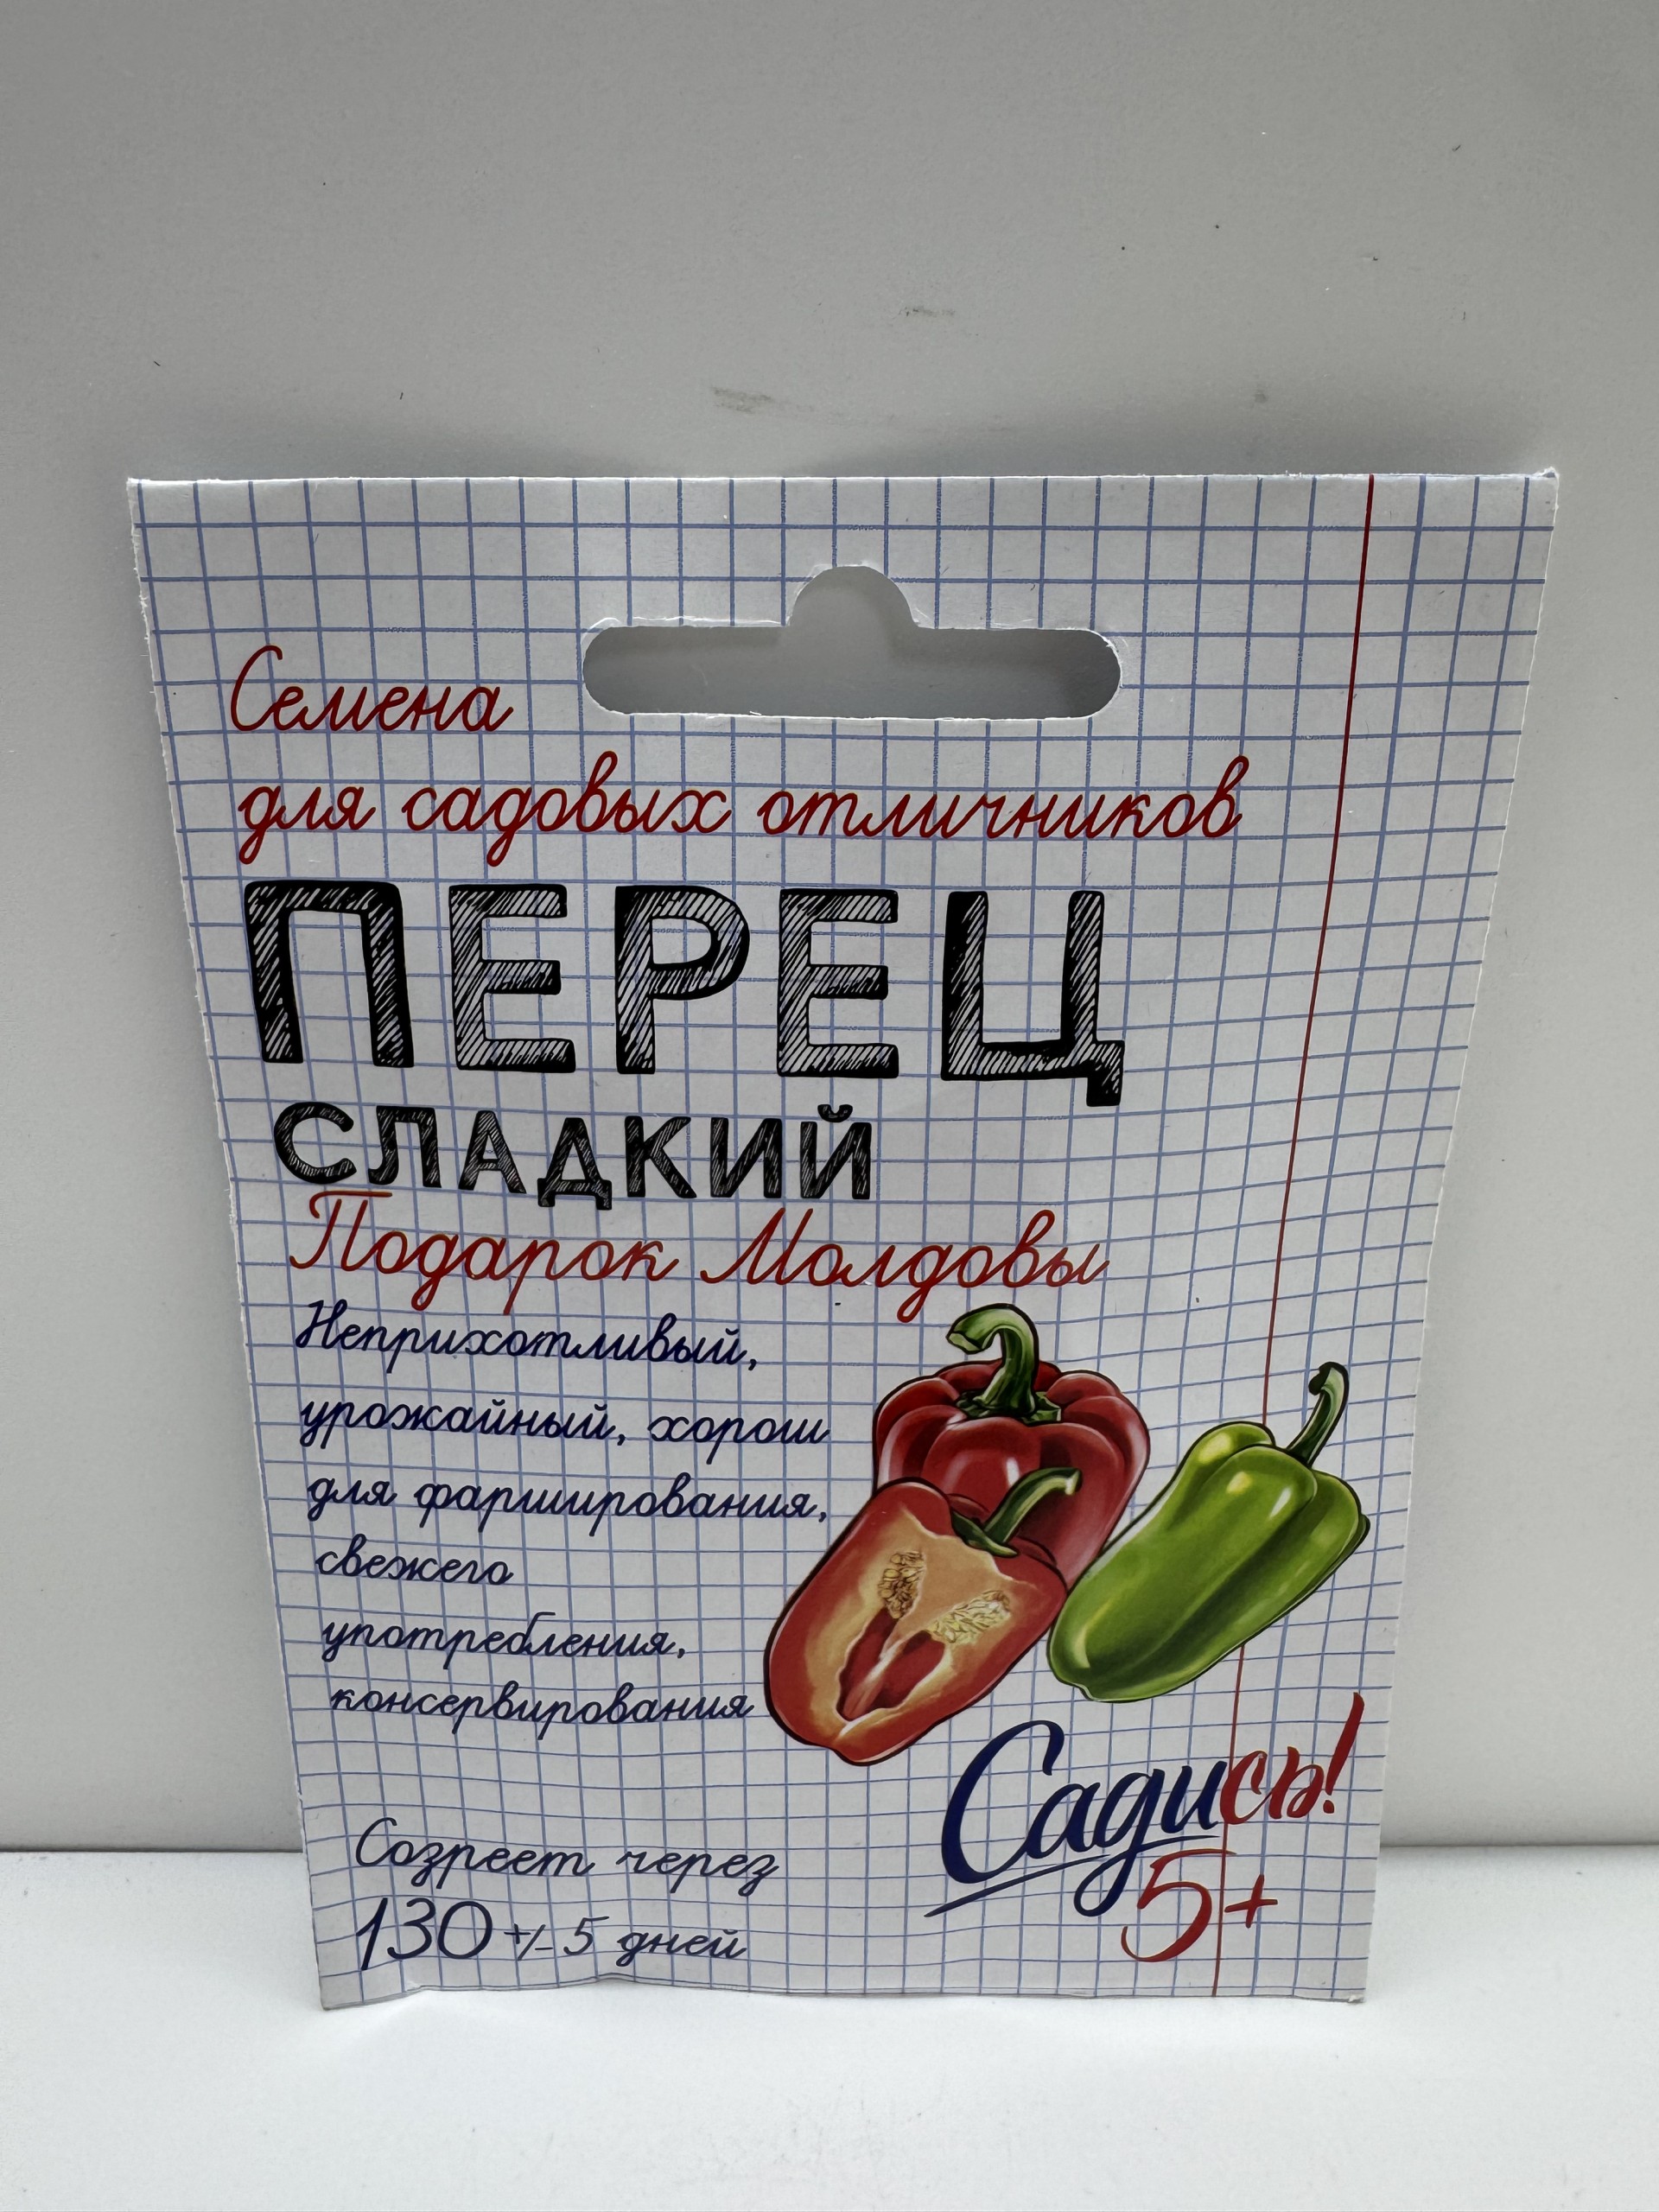 Семена
для садовых отличников
ПЕРЕЦ
СЛАДКИЙ
Подарок Молдовы
Неприхотливый,
урожайный, хорош
для фарширования,
свежего
употребления,
консервирования
Созреет через
130 +/- 5 дней
Садись!
5+